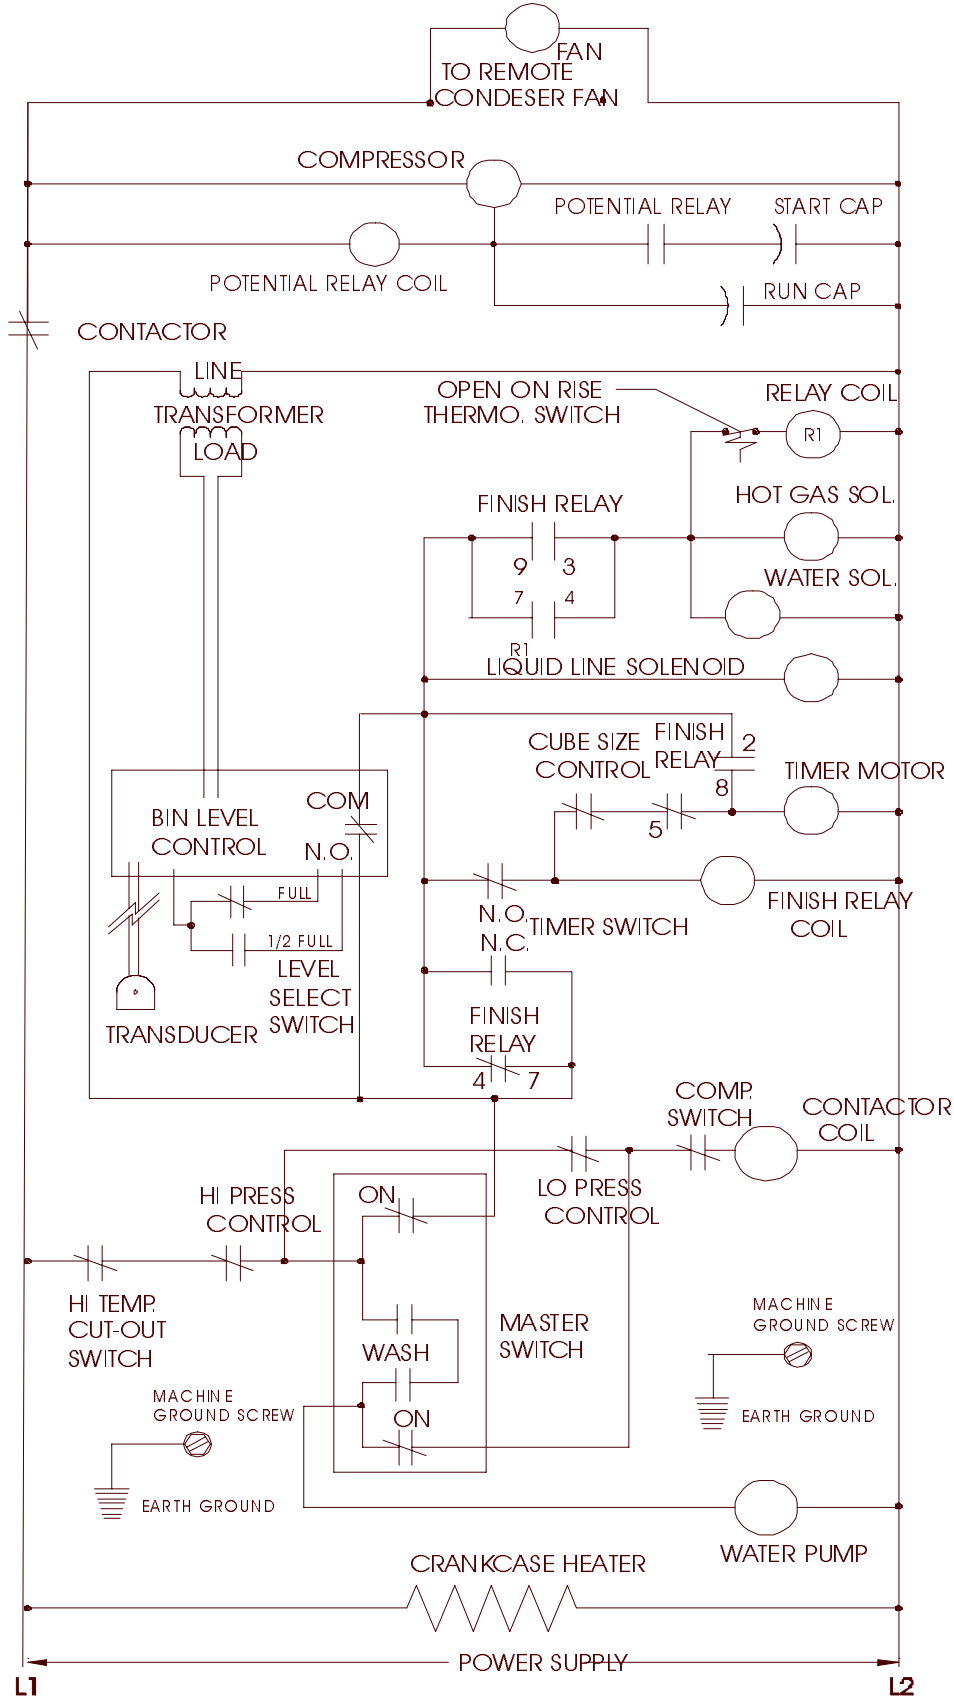 FAN
TO REMOTE
CONDESER FAN
COMPRESSOR
POTENTIAL RELAY
START CAP
POTENTIAL RELAY COIL
RUN CAP
CONTACTOR
LINE
TRANSFORMER
LOAD
OPEN ON RISE
THERMO. SWITCH
RELAY COIL
R1
HOT GAS SOL.
FINISH RELAY
9 3
7 4
R1
WATER SOL.
LIQUID LINE SOLENOID
CUBE SIZE
CONTROL
FINISH
RELAY
2
8
5
TIMER MOTOR
BIN LEVEL
CONTROL
COM
N.O.
FULL
1/2 FULL
LEVEL
SELECT
SWITCH
TRANSDUCER
N.O.
N.C.
TIMER SWITCH
FINISH RELAY
COIL
FINISH
RELAY
4 7
COMP.
SWITCH
CONTACTOR
COIL
HI PRESS
CONTROL
ON
LO PRESS
CONTROL
HI TEMP.
CUT-OUT
SWITCH
WASH
ON
MASTER
SWITCH
MACHINE
GROUND SCREW
EARTH GROUND
MACHINE
GROUND SCREW
EARTH GROUND
WATER PUMP
CRANKCASE HEATER
POWER SUPPLY
L1
L2